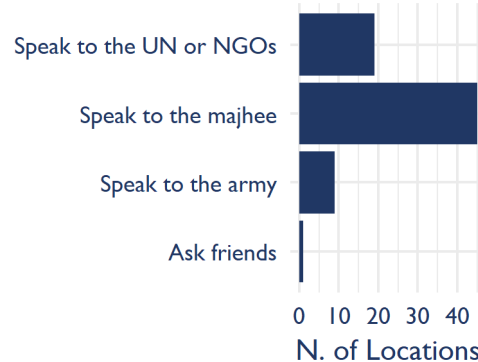 Speak to the UN or NGOs
Speak to the majhee
Speak to the army
Ask friends
0 10 20 30 40
N. of Locations